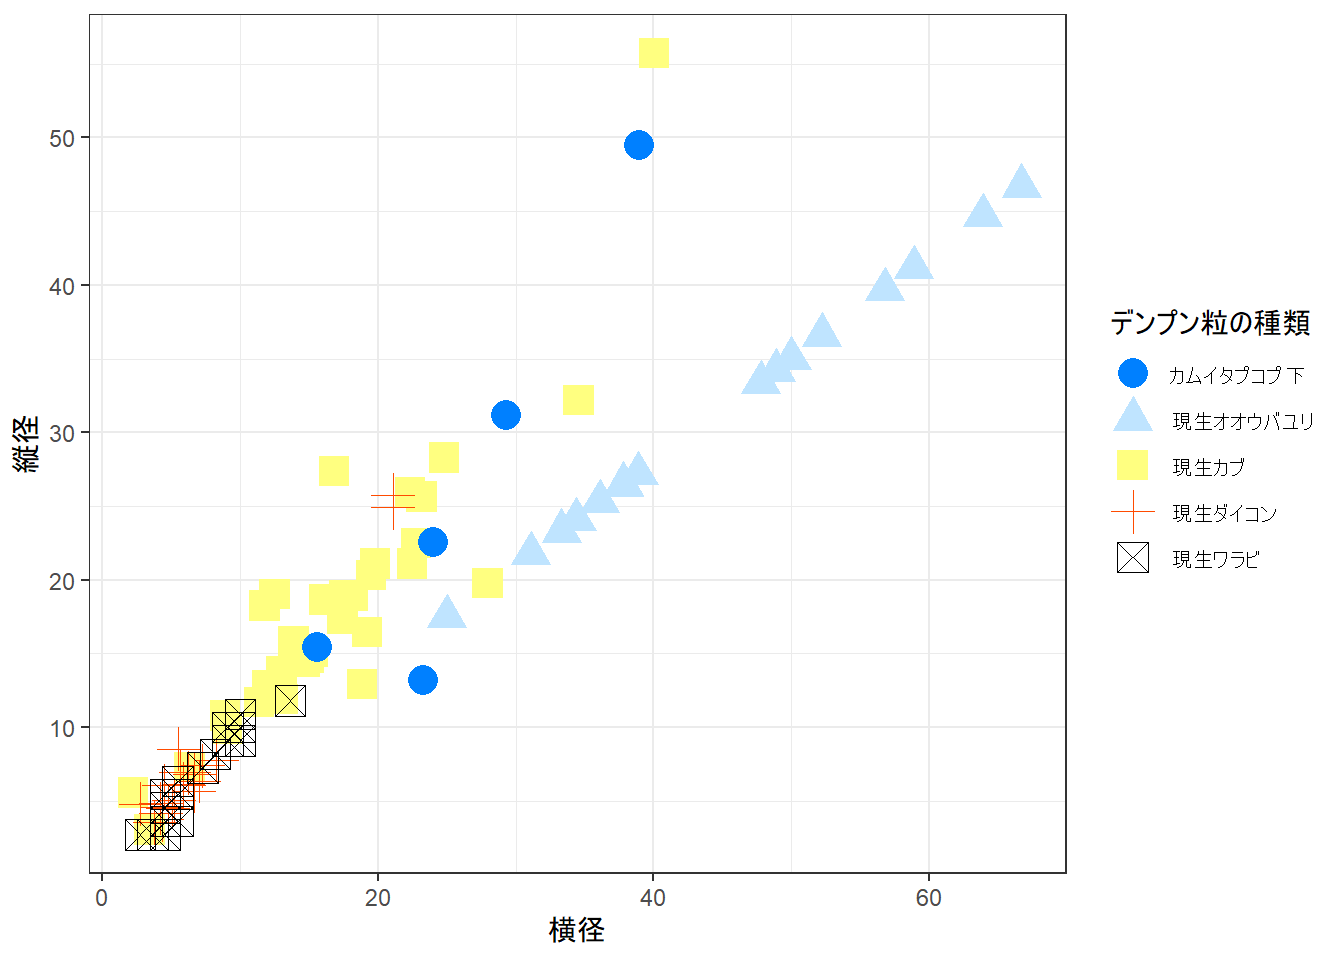 50
40
30
20
10
縦径
0
20
40
60
横径
デンプン粒の種類
カムイタプコプ下
現生オオウバユリ
現生カブ
現生ダイコン
現生ワラビ